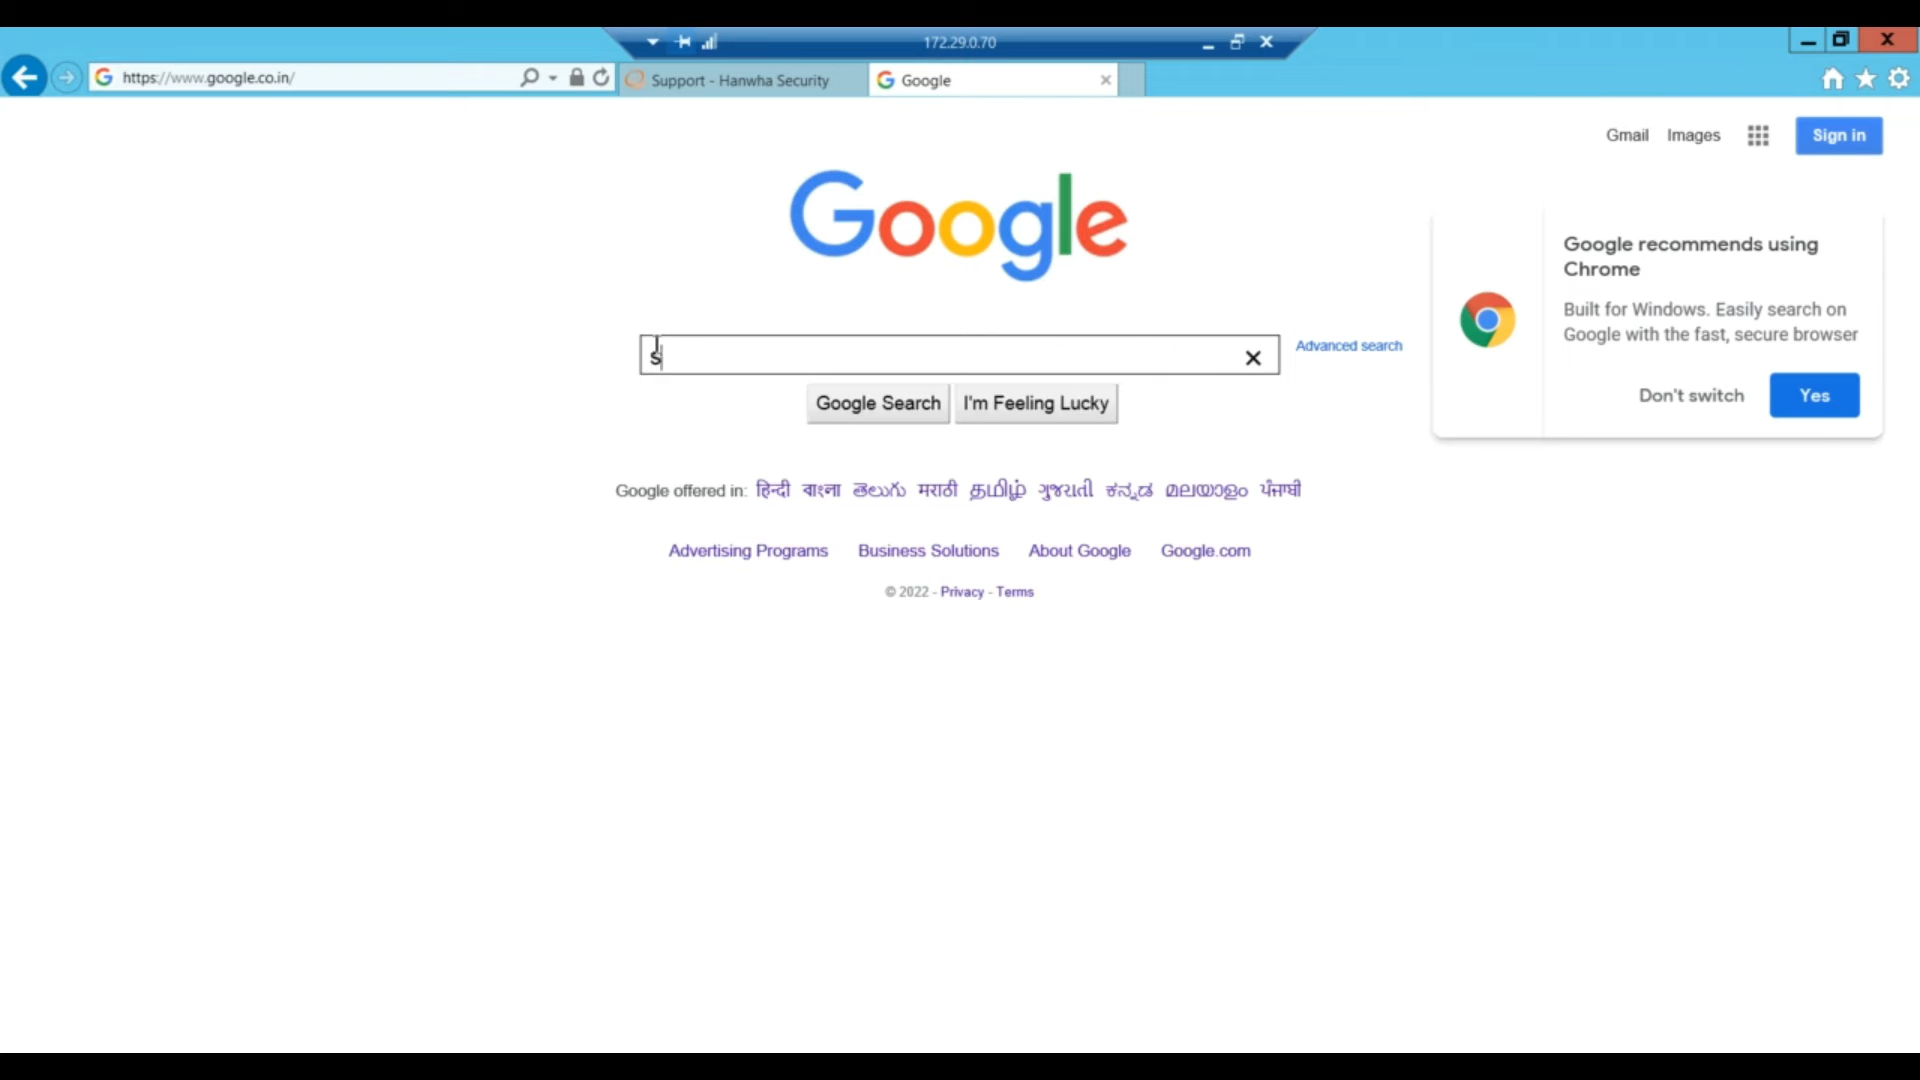 172.29.0.70
https://www.google.co.in/
Support - Hanwha Security
Google
Gmail Images Sign in
Google
Google recommends using
Chrome
Built for Windows. Easily search on
Google with the fast, secure browser
Don't switch Yes
s
Advanced search
Google Search I'm Feeling Lucky
Google offered in: हिन्दी বাংলা తెలుగు मराठी தமிழ் ગુજરાતી ಕನ್ನಡ മലയാളം ਪੰਜਾਬੀ
Advertising Programs Business Solutions About Google Google.com
© 2022 - Privacy - Terms